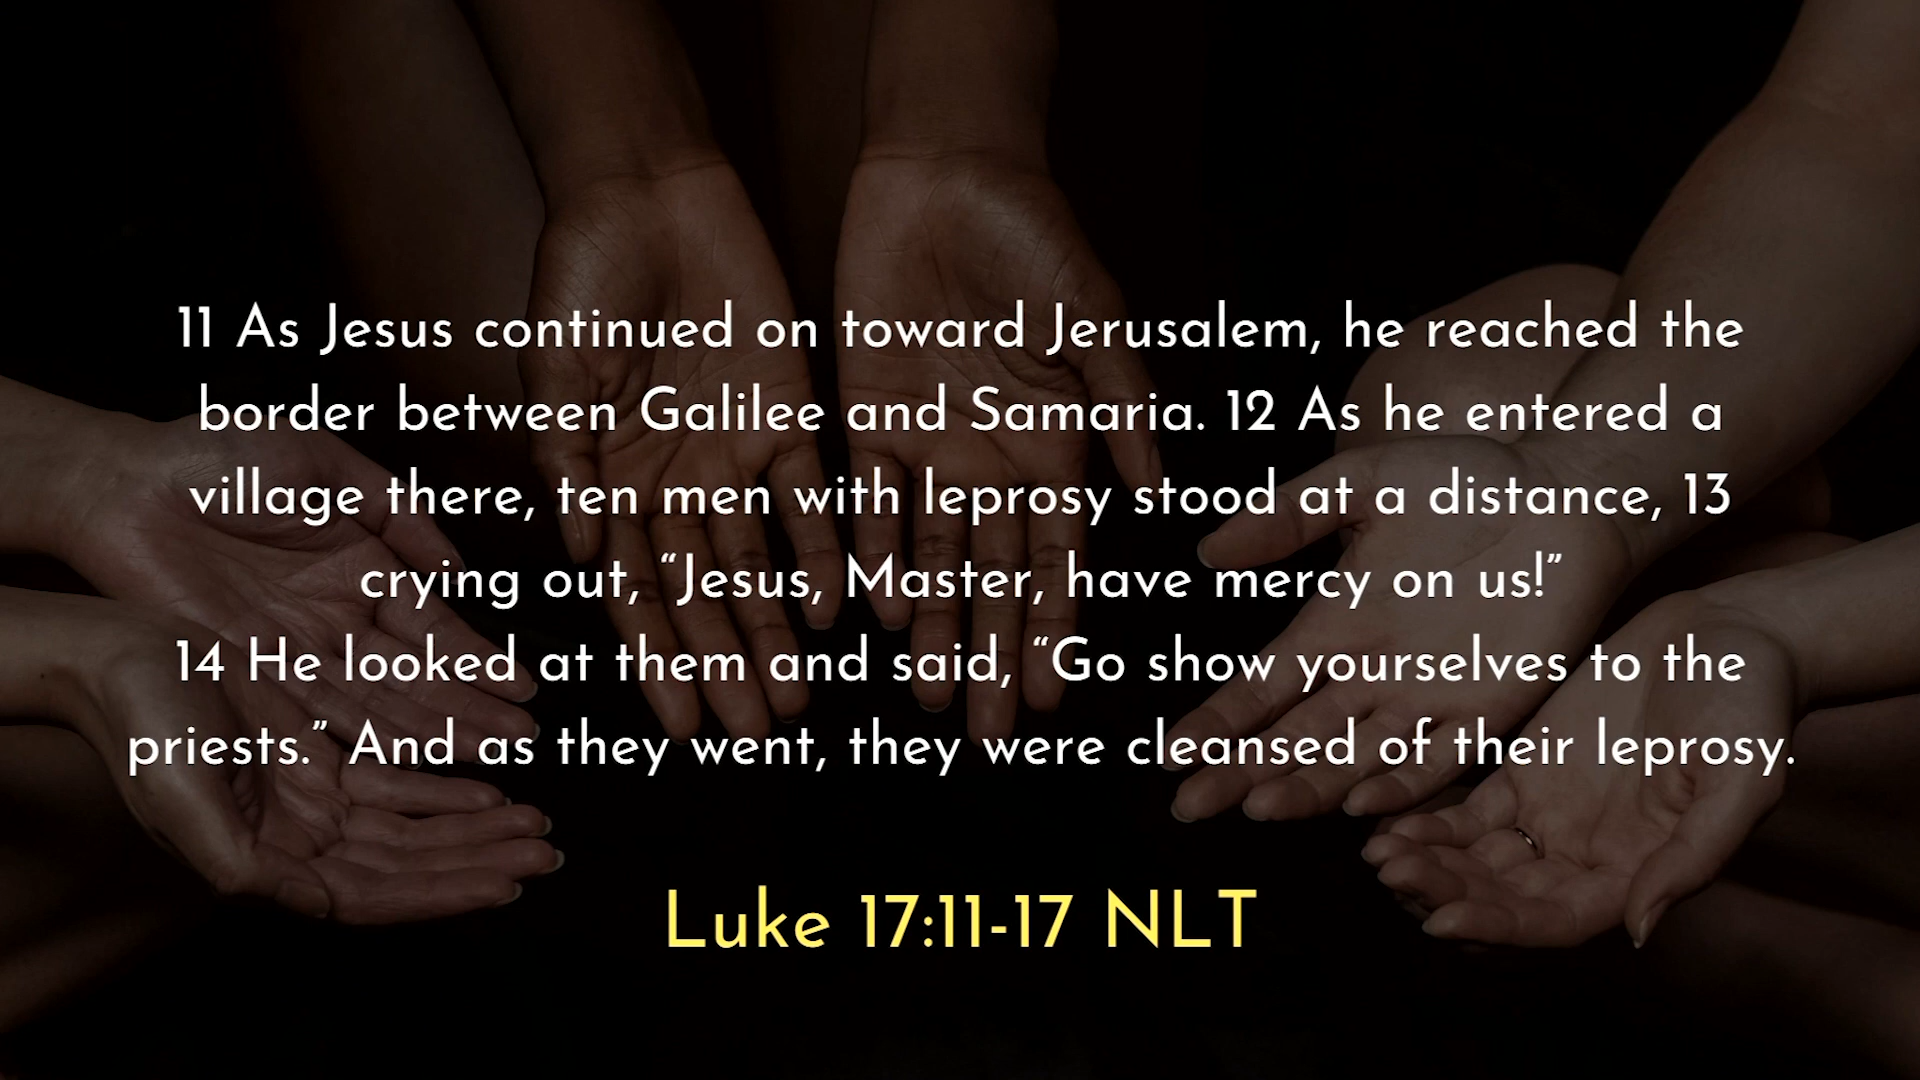 11 As Jesus continued on toward Jerusalem, he reached the
border between Galilee and Samaria. 12 As he entered a
village there, ten men with leprosy stood at a distance, 13
crying out, “Jesus, Master, have mercy on us!”
14 He looked at them and said, “Go show yourselves to the
priests.” And as they went, they were cleansed of their leprosy.
Luke 17:11-17 NLT